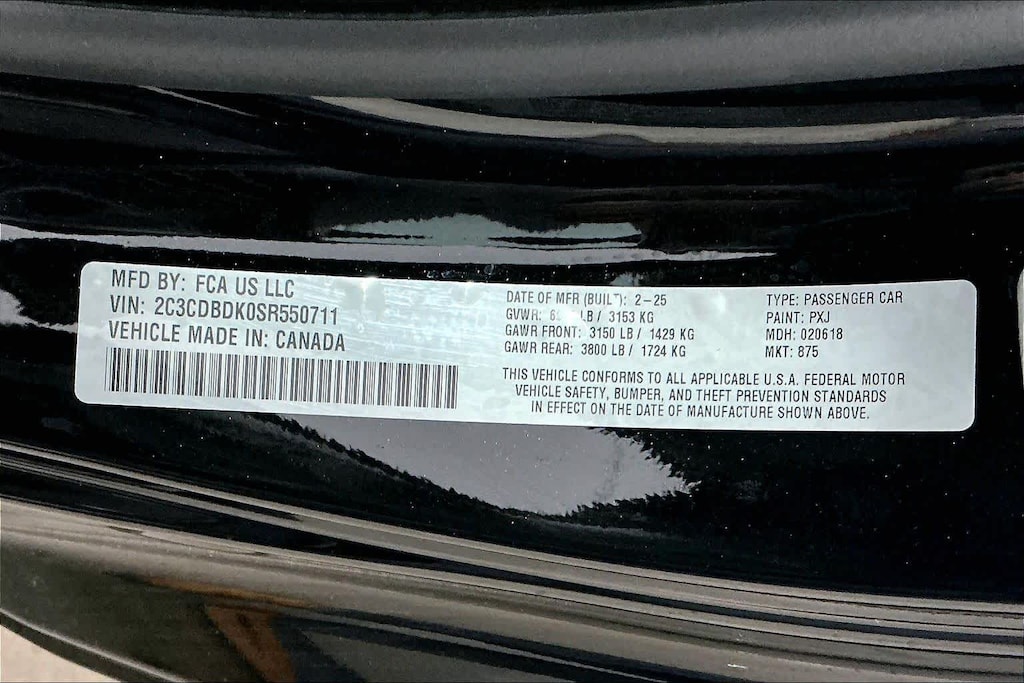 MFD BY: FCA US LLC
VIN: 2C3CDBDK0SR550711
VEHICLE MADE IN: CANADA
DATE OF MFR (BUILT): 2-25
GVWR: LB / 3153 KG
GAWR FRONT: 3150 LB / 1429 KG
GAWR REAR: 3800 LB / 1724 KG
TYPE: PASSENGER CAR
PAINT: PXJ
MDH: 020618
MKT: 875
THIS VEHICLE CONFORMS TO ALL APPLICABLE U.S.A. FEDERAL MOTOR
VEHICLE SAFETY, BUMPER, AND THEFT PREVENTION STANDARDS
IN EFFECT ON THE DATE OF MANUFACTURE SHOWN ABOVE.